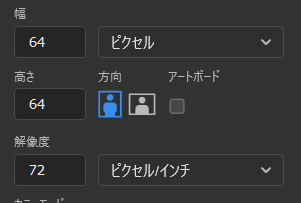 幅
64 ピクセル
高さ 方向 アートボード
64
解像度
72 ピクセル/インチ